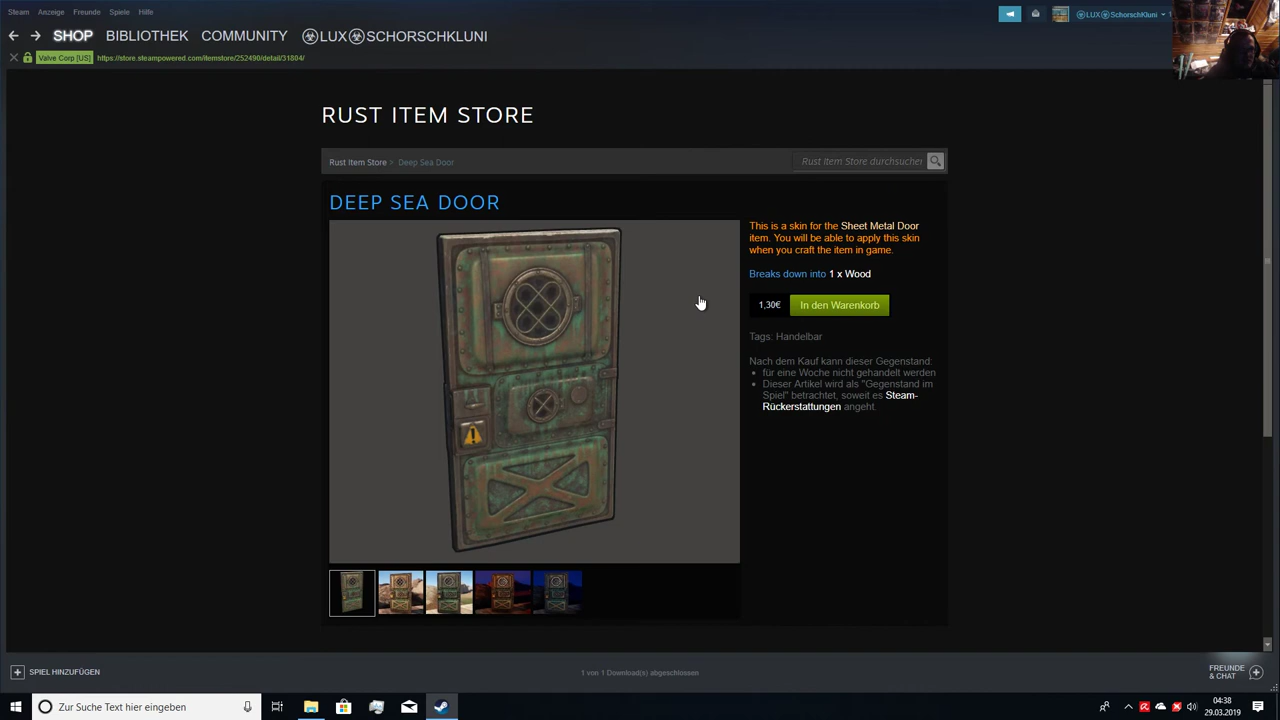 Steam Anzeige Freunde Spiele Hilfe
LUX SCHORSCHKLUNI
SHOP BIBLIOTHEK COMMUNITY LUX SCHORSCHKLUNI
Valve Corp [US] https://store.steampowered.com/itemstore/252490/detail/31804/
RUST ITEM STORE
Rust Item Store > Deep Sea Door
Rust Item Store durchsuchen
DEEP SEA DOOR
This is a skin for the Sheet Metal Door
item. You will be able to apply this skin
when you craft the item in game.
Breaks down into 1 x Wood
1,30€ In den Warenkorb
Tags: Handelbar
Nach dem Kauf kann dieser Gegenstand:
• für eine Woche nicht gehandelt werden
• Dieser Artikel wird als "Gegenstand im
Spiel" betrachtet, soweit es Steam-
Rückerstattungen angeht.
SPIEL HINZUFÜGEN
1 von 1 Download(s) abgeschlossen
FREUNDE
& CHAT
Zur Suche Text hier eingeben
04:38
29.03.2019